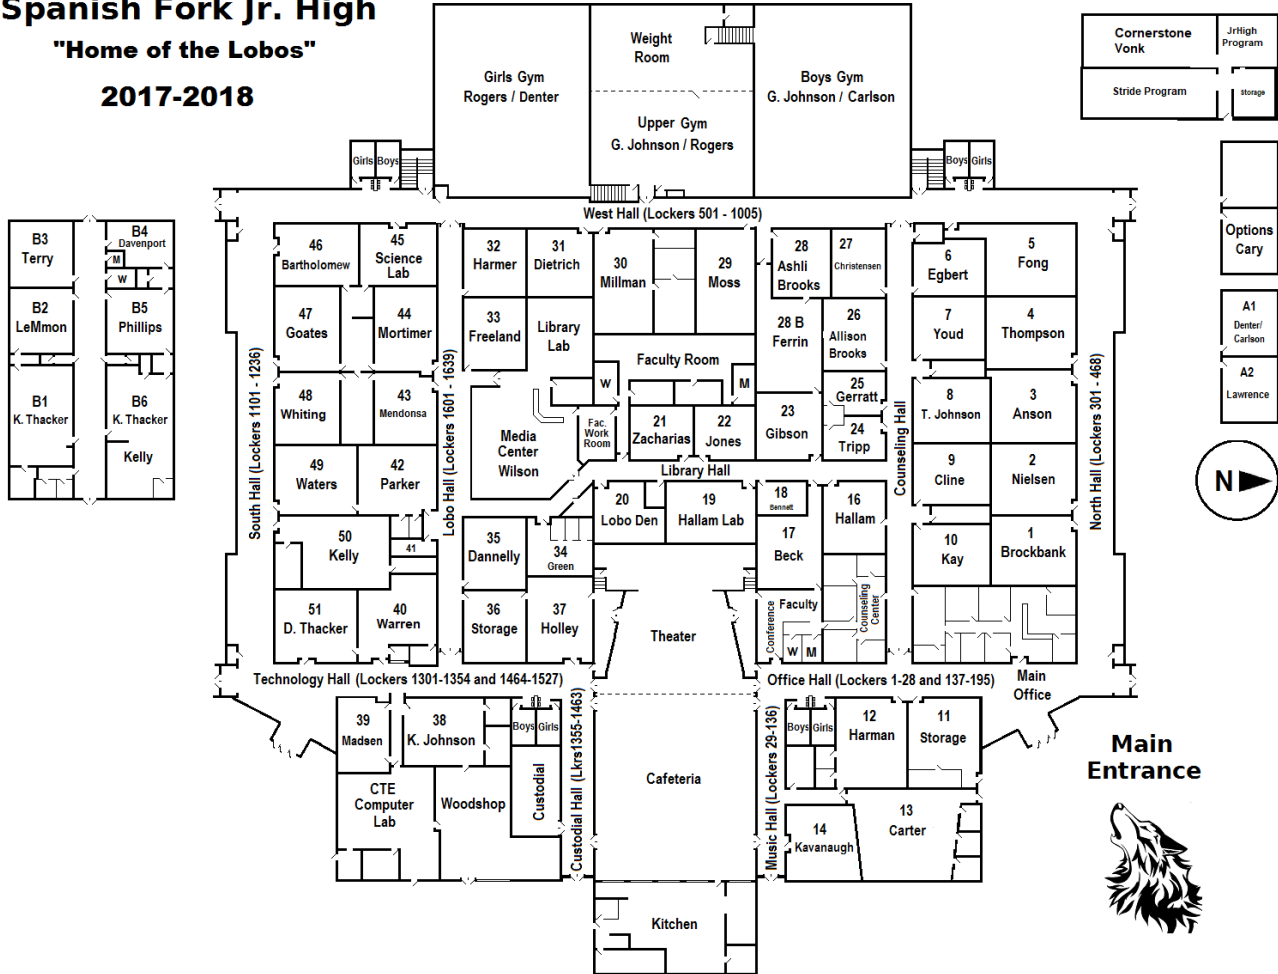 Spanish Fork Jr. High
"Home of the Lobos"
2017-2018
Girls Gym
Rogers / Denter
Weight
Room
Upper Gym
G. Johnson / Rogers
Boys Gym
G. Johnson / Carlson
Cornerstone
Vonk
JrHigh
Program
Stride Program
Storage
Girls
Boys
Boys
Girls
West Hall (Lockers 501 - 1005)
Options
Cary
A1
Denter/
Carlson
A2
Lawrence
N
B3
Terry
B4
Davenport
M
W
B2
LeMmon
B5
Phillips
B1
K. Thacker
B6
K. Thacker
Kelly
South Hall (Lockers 1101 - 1236)
46
Bartholomew
45
Science
Lab
47
Goates
44
Mortimer
48
Whiting
43
Mendonsa
49
Waters
42
Parker
50
Kelly
41
51
D. Thacker
40
Warren
Lobo Hall (Lockers 1601 - 1639)
32
Harmer
31
Dietrich
33
Freeland
Library
Lab
30
Millman
29
Moss
28
Ashli
Brooks
27
Christensen
28 B
Ferrin
26
Allison
Brooks
Faculty Room
W
M
25
Gerratt
24
Tripp
23
Gibson
22
Jones
21
Zacharias
Fac.
Work
Room
Media
Center
Wilson
Library Hall
20
Lobo Den
19
Hallam Lab
18
Bennett
17
Beck
16
Hallam
35
Dannelly
34
Green
36
Storage
37
Holley
Theater
Conference
Faculty
W
M
Counseling
Center
Counseling Hall
6
Egbert
5
Fong
7
Youd
4
Thompson
8
T. Johnson
3
Anson
9
Cline
2
Nielsen
10
Kay
1
Brockbank
North Hall (Lockers 301 - 468)
Technology Hall (Lockers 1301-1354 and 1464-1527)
Office Hall (Lockers 1-28 and 137-195)
Main
Office
39
Madsen
38
K. Johnson
Boys
Girls
CTE
Computer
Lab
Woodshop
Custodial
Custodial Hall (Lkrs1355-1463)
Cafeteria
Music Hall (Lockers 29-136)
Boys
Girls
12
Harman
11
Storage
14
Kavanaugh
13
Carter
Kitchen
Main
Entrance